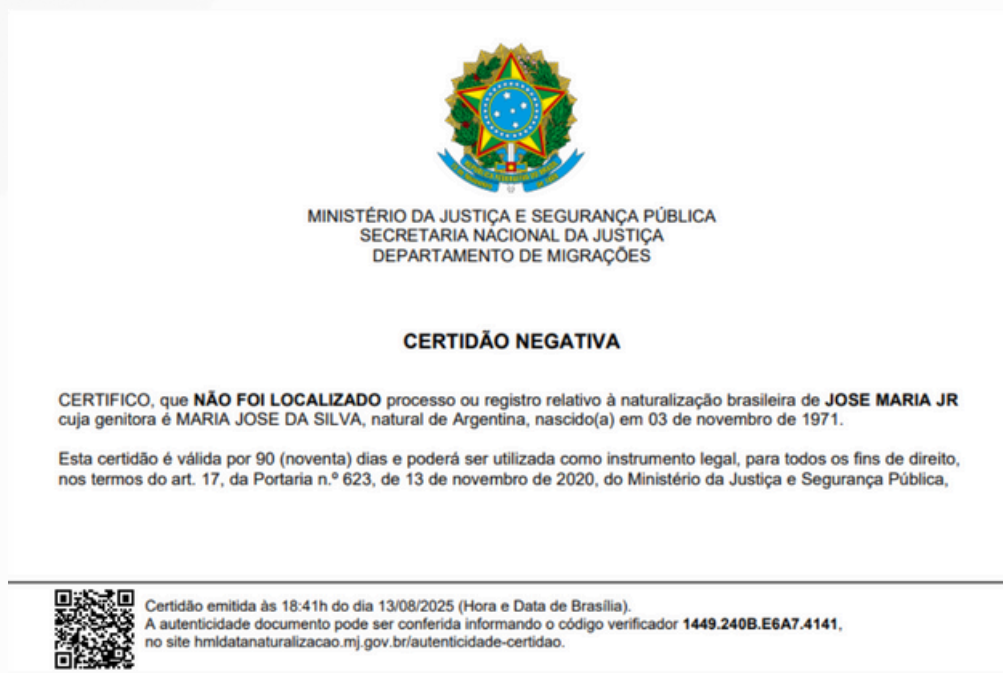 MINISTÉRIO DA JUSTIÇA E SEGURANÇA PÚBLICA
SECRETARIA NACIONAL DA JUSTIÇA
DEPARTAMENTO DE MIGRAÇÕES
CERTIDÃO NEGATIVA
CERTIFICO, que NÃO FOI LOCALIZADO processo ou registro relativo à naturalização brasileira de JOSE MARIA JR
cuja genitora é MARIA JOSE DA SILVA, natural de Argentina, nascido(a) em 03 de novembro de 1971.
Esta certidão é válida por 90 (noventa) dias e poderá ser utilizada como instrumento legal, para todos os fins de direito,
nos termos do art. 17, da Portaria n.º 623, de 13 de novembro de 2020, do Ministério da Justiça e Segurança Pública,
Certidão emitida às 18:41h do dia 13/08/2025 (Hora e Data de Brasília).
A autenticidade documento pode ser conferida informando o código verificador 1449.240B.E6A7.4141,
no site hmldatanaturalizacao.mj.gov.br/autenticidade-certidao.